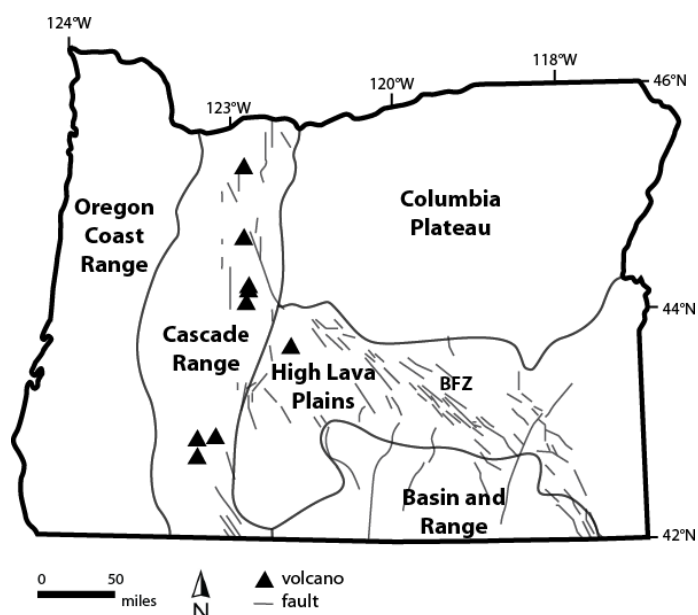 124°W
118°W
46°N
120°W
123°W
Columbia
Plateau
Oregon
Coast
Range
44°N
Cascade
Range
High Lava
Plains
BFZ
Basin and
Range
42°N
0 50
miles
N
volcano
fault